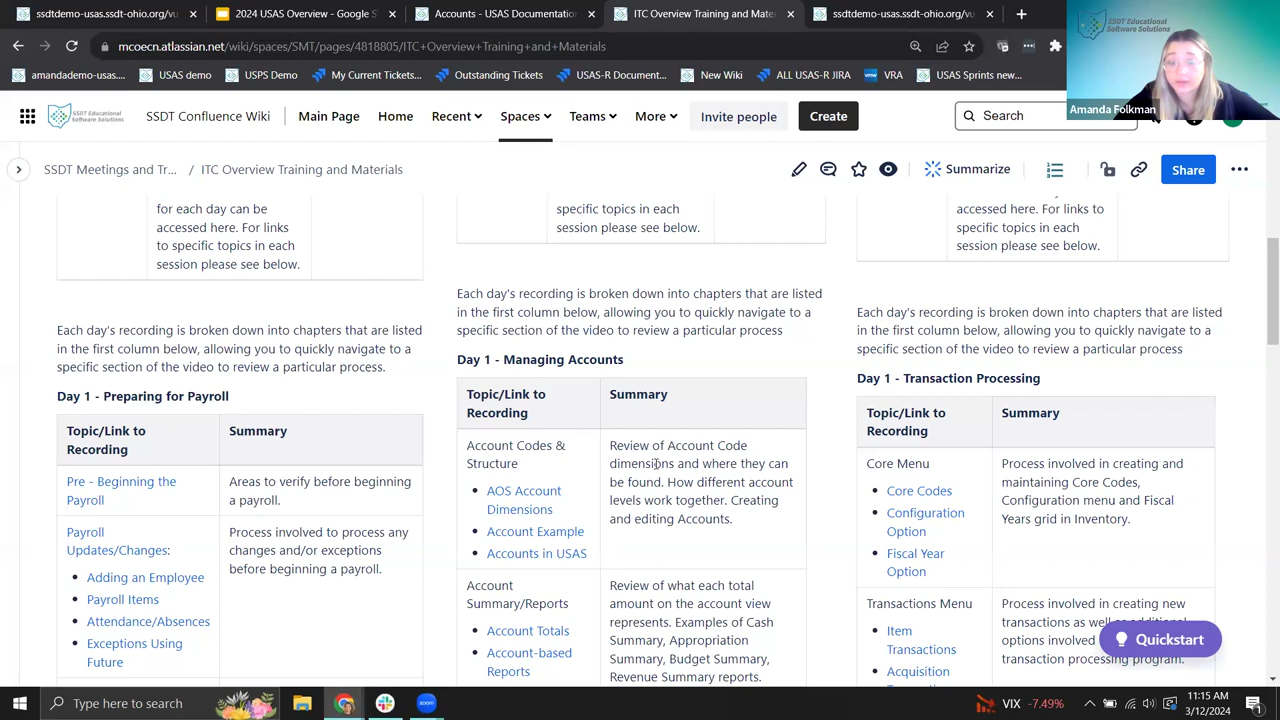 ssdtdemo-usas.ssdt-ohio.org/vu
2024 USAS Overview - Google S
Accounts - USAS Documentation
ITC Overview Training and Mate
ssdtdemo-usas.ssdt-ohio.org/vu
SSDT Educational
Software Solutions
mcoecn.atlassian.net/wiki/spaces/SMT/pages/4818802/ITC+Overview+Training+and+Materials
amandatest
USAS demo
USPS Demo
My Current Tickets...
Outstanding Tickets
USAS-R Document...
New Wiki
ALL USAS-R JIRA
VRA
USAS Sprints new
Amanda Folkman
SSDT Educational
Software Solutions
SSDT Confluence Wiki
Main Page
Home
Recent
Spaces
Teams
More
Invite people
Create
Search
SSDT Meetings and Tr...
/ ITC Overview Training and Materials
Summarize
Share
for each day can be
accessed here. For links
to specific topics in each
session please see below.
Each day's recording is broken down into chapters that are listed
in the first column below, allowing you to quickly navigate to a
specific section of the video to review a particular process.
Day 1 - Preparing for Payroll
Topic/Link to
Recording
Summary
Pre - Beginning the
Payroll
Areas to verify before beginning
a payroll.
Payroll
Updates/Changes:
Adding an Employee
Payroll Items
Attendance/Absences
Exceptions Using
Future
Process involved to process any
changes and/or exceptions
before beginning a payroll.
specific topics in each
session please see below.
Each day's recording is broken down into chapters that are listed
in the first column below, allowing you to quickly navigate to a
specific section of the video to review a particular process
Day 1 - Managing Accounts
Topic/Link to
Recording
Summary
Account Codes &
Structure
AOS Account
Dimensions
Account Example
Accounts in USAS
Review of Account Code
dimensions and where they can
be found. How different account
levels work together. Creating
and editing Accounts.
Account
Summary/Reports
Account Totals
Account-based
Reports
Review of what each total
amount on the account view
represents. Examples of Cash
Summary, Appropriation
Summary, Budget Summary,
Revenue Summary reports.
accessed here. For links to
specific topics in each
session please see below.
Each day's recording is broken down into chapters that are listed
in the first column below, allowing you to quickly navigate to a
specific section of the video to review a particular process
Day 1 - Transaction Processing
Topic/Link to
Recording
Summary
Core Menu
Core Codes
Configuration
Option
Fiscal Year
Option
Process involved in creating and
maintaining Core Codes,
Configuration menu and Fiscal
Years grid in Inventory.
Transactions Menu
Item
Transactions
Acquisition
Process involved in creating new
transactions as well as additional
options involved
transaction processing program.
Quickstart
Type here to search
VIX -7.49%
11:15 AM
3/12/2024
1